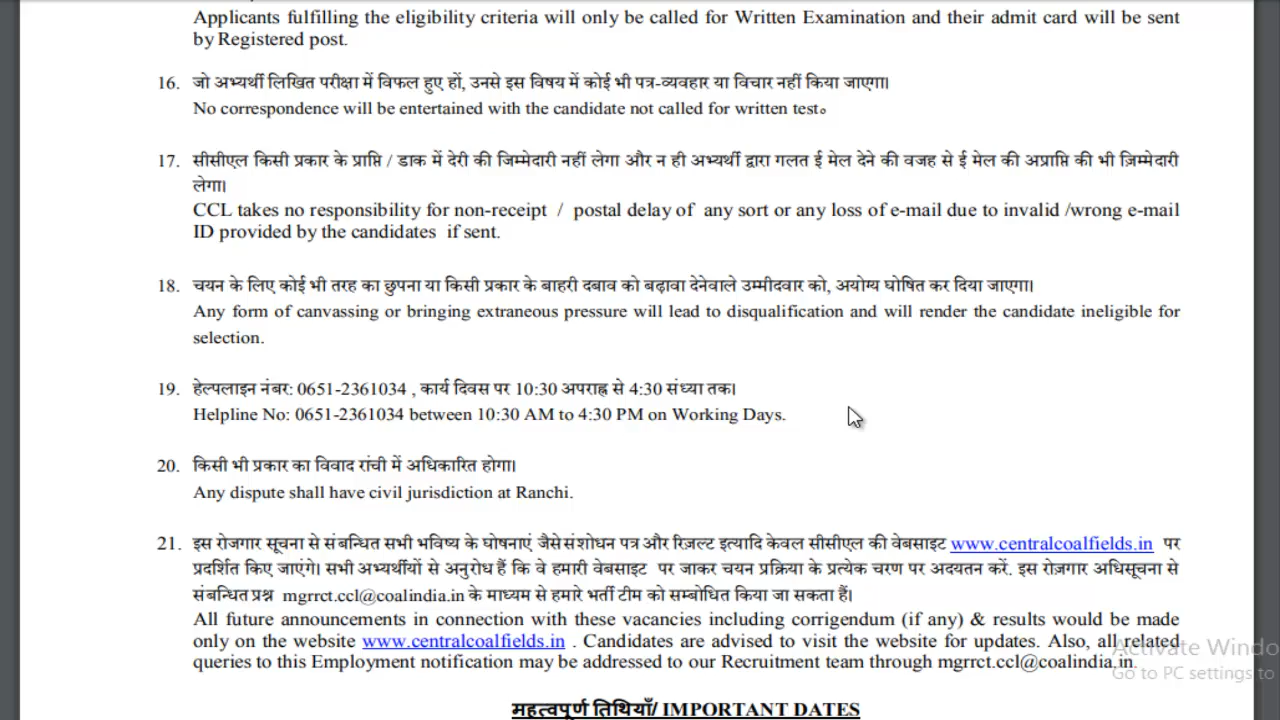 Applicants fulfilling the eligibility criteria will only be called for Written Examination and their admit card will be sent
by Registered post.
16. जो अभ्यर्थी लिखित परीक्षा में विफल हुए हों, उनसे इस विषय में कोई भी पत्र-व्यवहार या विचार नहीं किया जाएगा।
No correspondence will be entertained with the candidate not called for written test०
17. सीसीएल किसी प्रकार के प्राप्ति / डाक में देरी की जिम्मेदारी नहीं लेगा और न ही अभ्यर्थी द्वारा गलत ई मेल देने की वजह से ई मेल की अप्राप्ति की भी ज़िम्मेदारी
लेगा।
CCL takes no responsibility for non-receipt / postal delay of any sort or any loss of e-mail due to invalid /wrong e-mail
ID provided by the candidates if sent.
18. चयन के लिए कोई भी तरह का छुपना या किसी प्रकार के बाहरी दबाव को बढ़ावा देनेवाले उम्मीदवार को, अयोग्य घोषित कर दिया जाएगा।
Any form of canvassing or bringing extraneous pressure will lead to disqualification and will render the candidate ineligible for
selection.
19. हेल्पलाइन नंबर: 0651-2361034 , कार्य दिवस पर 10:30 अपराह्न से 4:30 संध्या तक।
Helpline No: 0651-2361034 between 10:30 AM to 4:30 PM on Working Days.
20. किसी भी प्रकार का विवाद रांची में अधिकारित होगा।
Any dispute shall have civil jurisdiction at Ranchi.
21. इस रोजगार सूचना से संबन्धित सभी भविष्य के घोषनाएं जैसे संशोधन पत्र और रिज़ल्ट इत्यादि केवल सीसीएल की वेबसाइट www.centralcoalfields.in पर
प्रदर्शित किए जाएंगे। सभी अभ्यर्थीयों से अनुरोध हैं कि वे हमारी वेबसाइट पर जाकर चयन प्रक्रिया के प्रत्येक चरण पर अदयतन करें. इस रोज़गार अधिसूचना से
संबन्धित प्रश्न mgrrct.ccl@coalindia.in के माध्यम से हमारे भर्ती टीम को सम्बोधित किया जा सकता हैं।
All future announcements in connection with these vacancies including corrigendum (if any) & results would be made
only on the website www.centralcoalfields.in . Candidates are advised to visit the website for updates. Also, all related
queries to this Employment notification may be addressed to our Recruitment team through mgrrct.ccl@coalindia.in.
Activate Windo
Go to PC settings to
महत्वपूर्ण तिथियाँ/ IMPORTANT DATES